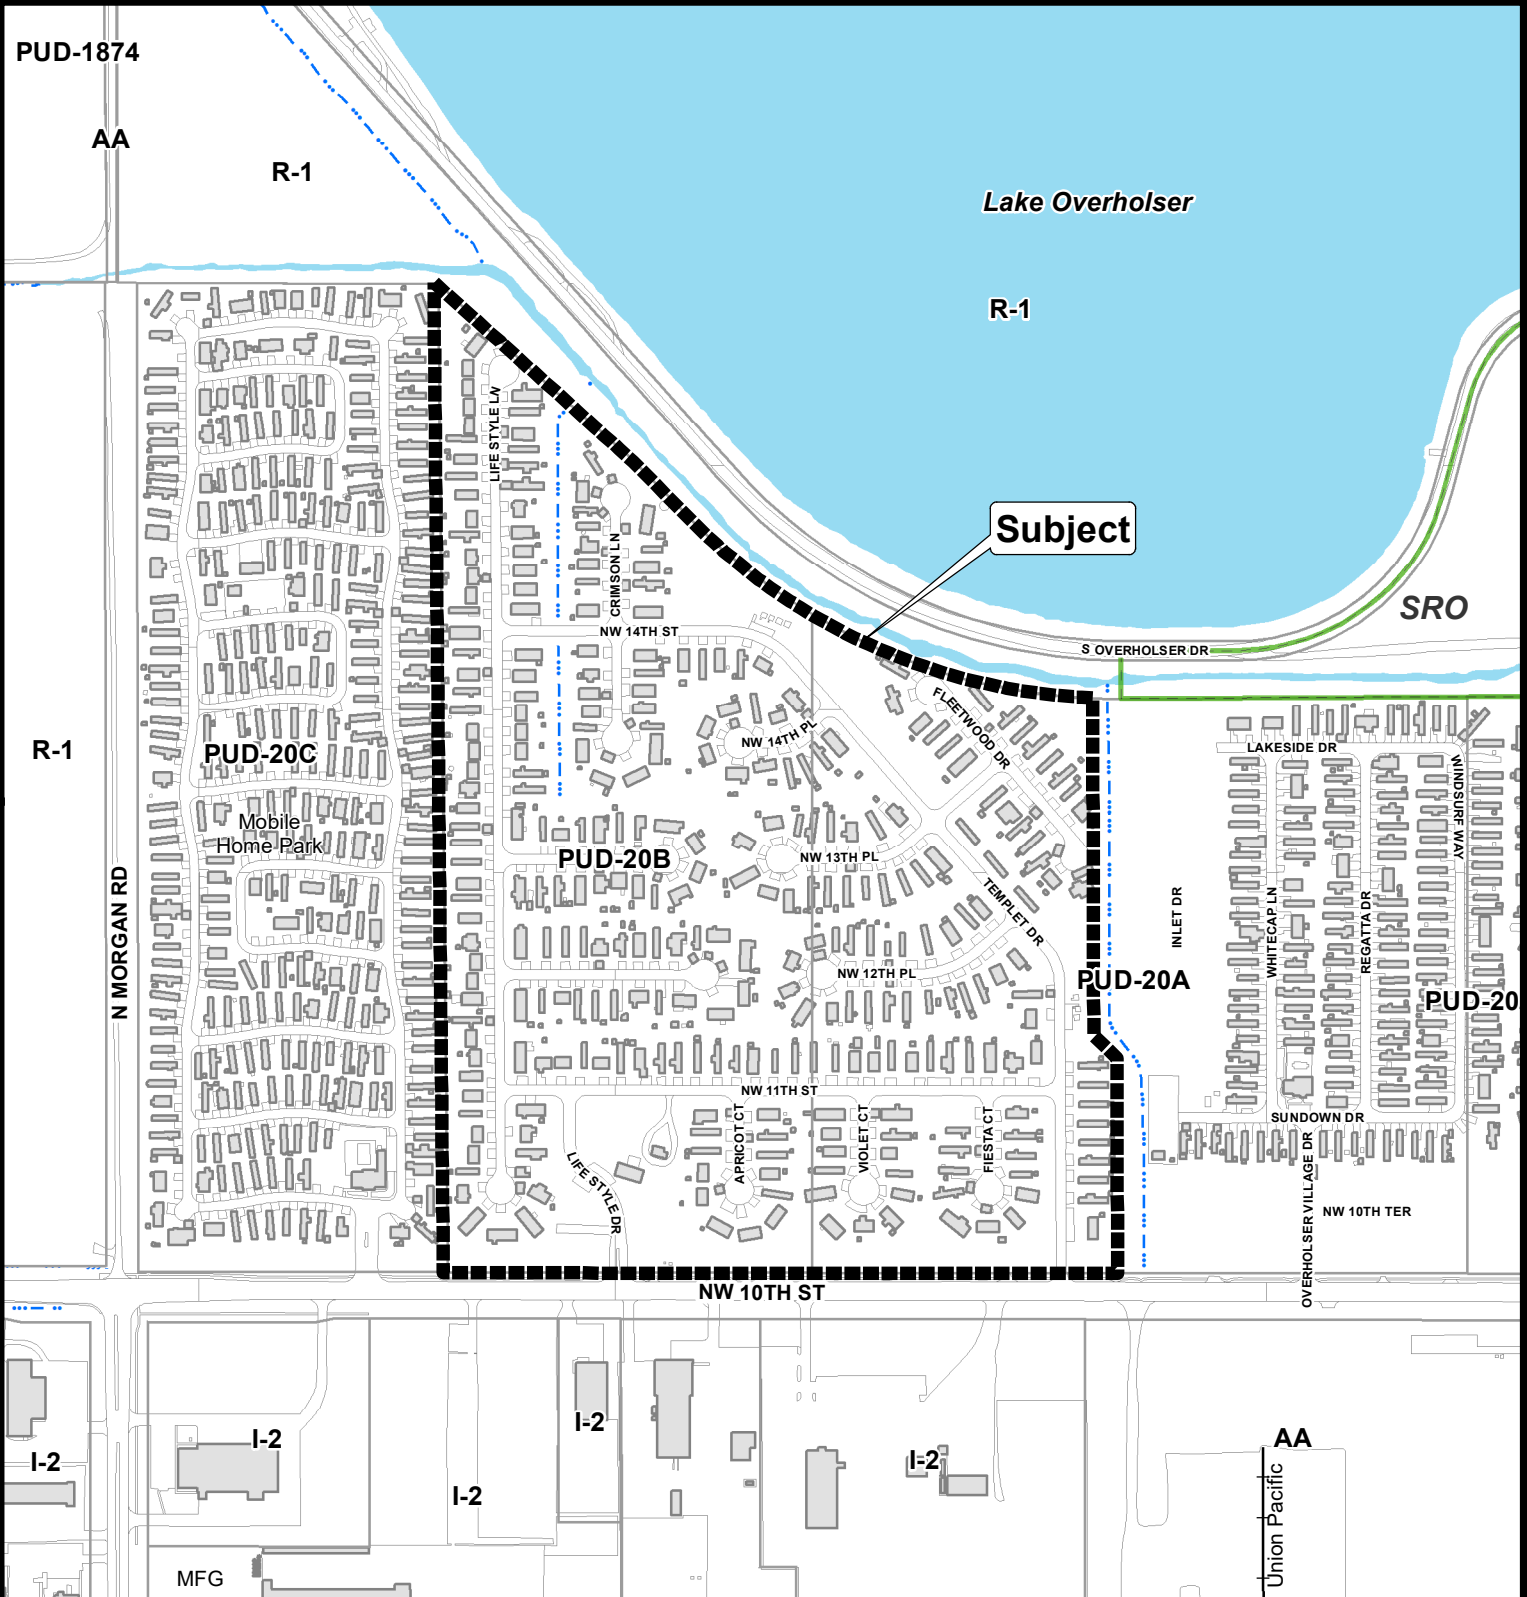 PUD-1874
AA
R-1
Lake Overholser
R-1
LIFE STYLE LN
Subject
CRIMSON LN
SRO
NW 14TH ST
S OVERHOLSER DR
FLEETWOOD DR
NW 14TH PL
R-1
PUD-20C
LAKESIDE DR
WINDSURF WAY
Mobile
Home Park
PUD-20B
NW 13TH PL
TEMPLET DR
N MORGAN RD
INLET DR
WHITECAP LN
REGATTA DR
NW 12TH PL
PUD-20A
PUD-20
NW 11TH ST
APRICOT CT
VIOLET CT
FIESTA CT
SUNDOWN DR
LIFE STYLE DR
OVERHOLSER VILLAGE DR
NW 10TH TER
NW 10TH ST
I-2
I-2
I-2
I-2
I-2
AA
Union Pacific
MFG